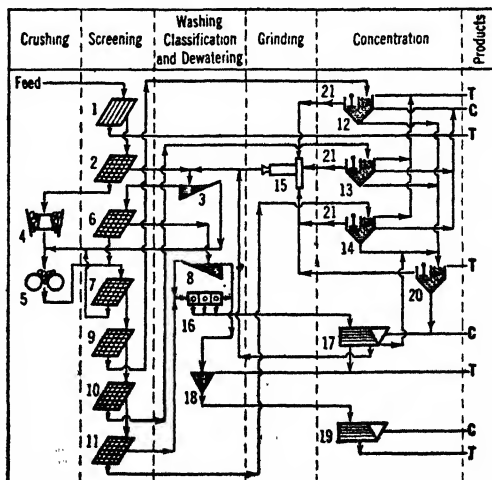 Crushing
Screening
Washing
Classification
and Dewatering
Grinding
Concentration
Products
Feed
1
2
3
4
5
6
7
8
9
10
11
12
13
14
15
16
17
18
19
20
21
21
21
T
C
T
T
C
T
C
T